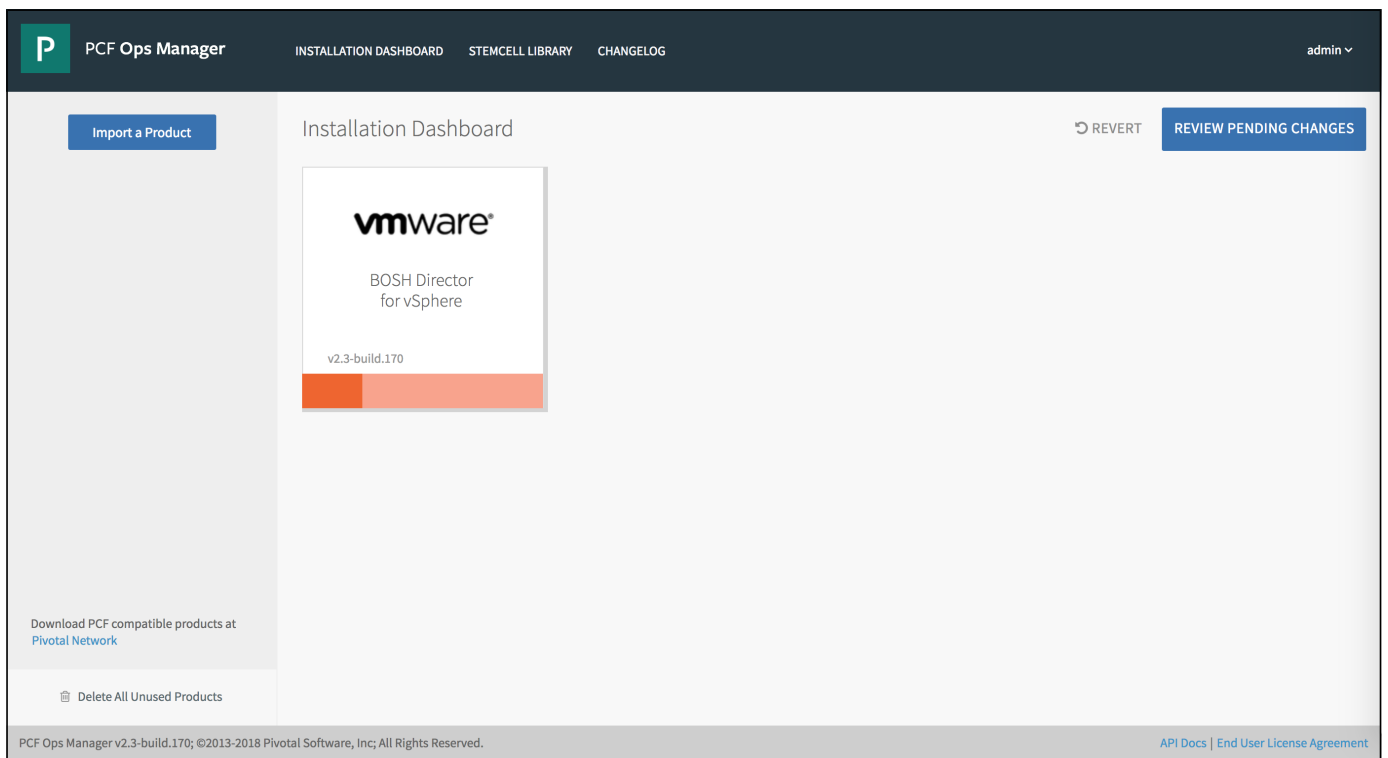 P
PCF Ops Manager
INSTALLATION DASHBOARD STEMCELL LIBRARY CHANGELOG
admin
Import a Product
Installation Dashboard
REVERT
REVIEW PENDING CHANGES
vmware®
BOSH Director
for vSphere
v2.3-build.170
Download PCF compatible products at
Pivotal Network
Delete All Unused Products
PCF Ops Manager v2.3-build.170; ©2013-2018 Pivotal Software, Inc; All Rights Reserved.
API Docs | End User License Agreement